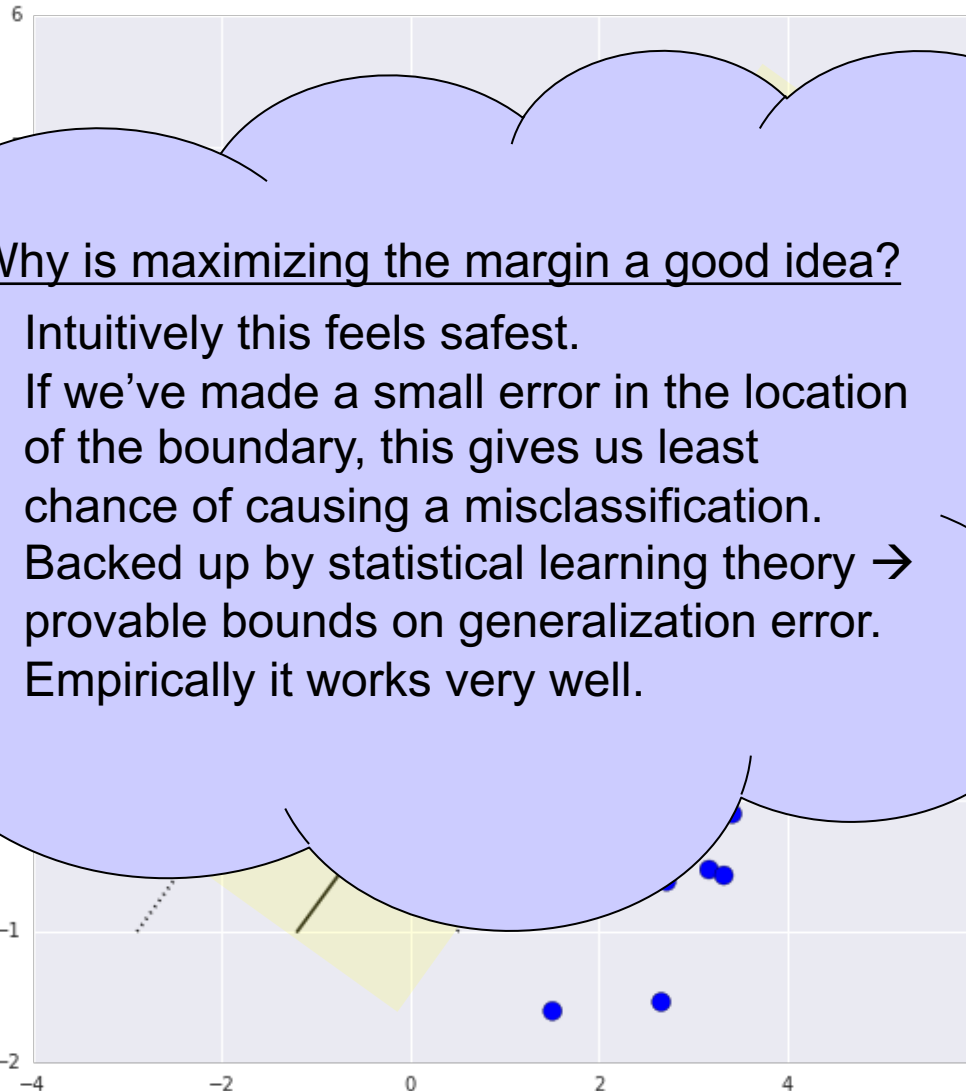 6
Why is maximizing the margin a good idea?
Intuitively this feels safest.
If we’ve made a small error in the location
of the boundary, this gives us least
chance of causing a misclassification.
Backed up by statistical learning theory →
provable bounds on generalization error.
Empirically it works very well.
−1
−2
−4 −2 0 2 4